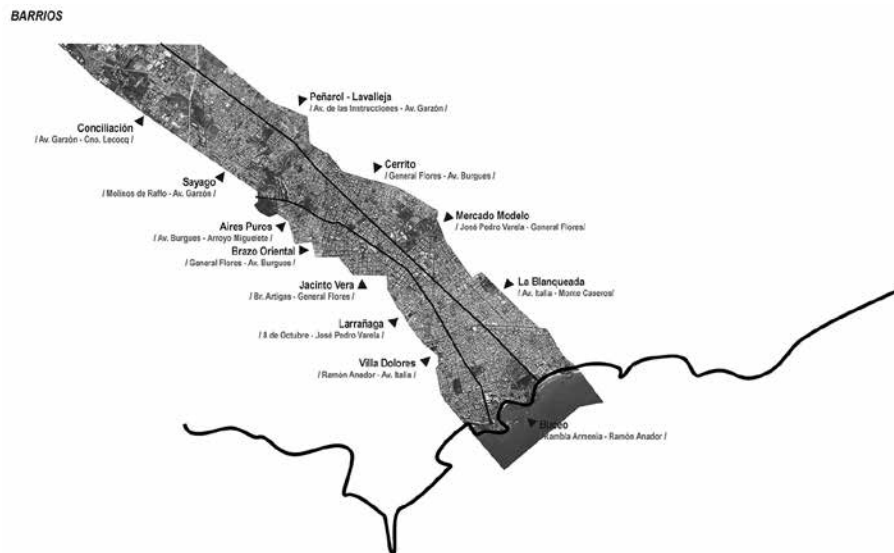 BARRIOS
Peñarol - Lavalleja
/ Av. de las Instrucciones - Av. Garzón /
Conciliación
/ Av. Garzón - Cno. Lecocq /
Cerrito
/ General Flores - Av. Burgues /
Sayago
/ Molinos de Raffo - Av. Garzón /
Mercado Modelo
/ José Pedro Varela - General Flores/
Aires Puros
/ Av. Burgues - Arroyo Miguelete /
Brazo Oriental
/ General Flores - Av. Burgues /
La Blanqueada
/ Av. Italia - Monte Caseros/
Jacinto Vera
/ Br. Artigas - General Flores /
Larrañaga
/ 8 de Octubre - José Pedro Varela/
Villa Dolores
/ Ramón Anador - Av. Italia /
Buceo
/ Rambla Armenia - Ramón Anador /